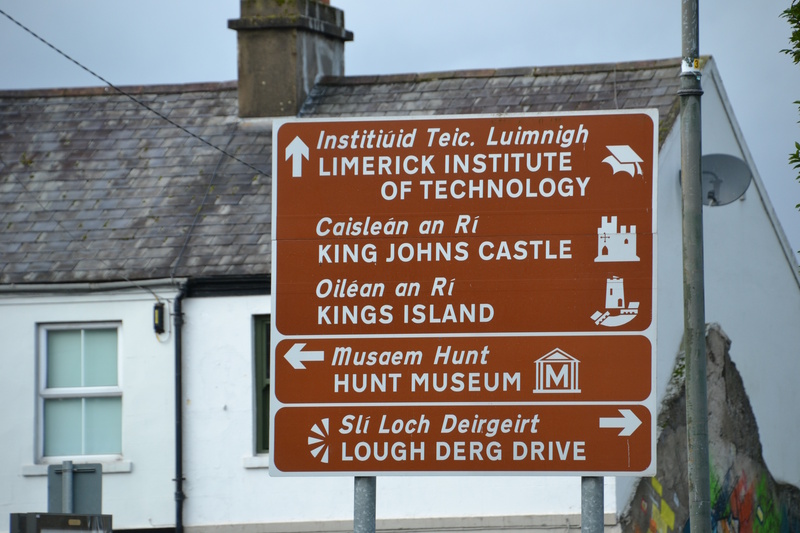 Institiúid Teic. Luimnigh
LIMERICK INSTITUTE
OF TECHNOLOGY
Caisleán an Rí
KING JOHNS CASTLE
Oiléan an Rí
KINGS ISLAND
Musaem Hunt
HUNT MUSEUM
M
Slí Loch Deirgeirt
LOUGH DERG DRIVE